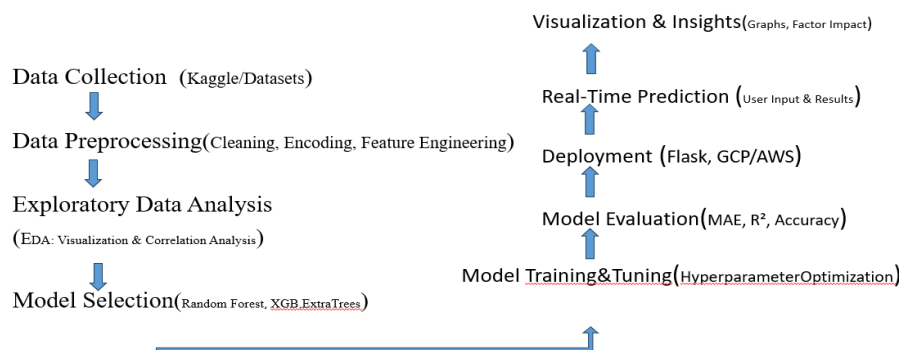 Data Collection (Kaggle/Datasets)
Data Preprocessing(Cleaning, Encoding, Feature Engineering)
Exploratory Data Analysis
(EDA: Visualization & Correlation Analysis)
Model Selection(Random Forest, XGB,ExtraTrees)
Model Training&Tuning(HyperparameterOptimization)
Model Evaluation(MAE, R², Accuracy)
Deployment (Flask, GCP/AWS)
Real-Time Prediction (User Input & Results)
Visualization & Insights(Graphs, Factor Impact)